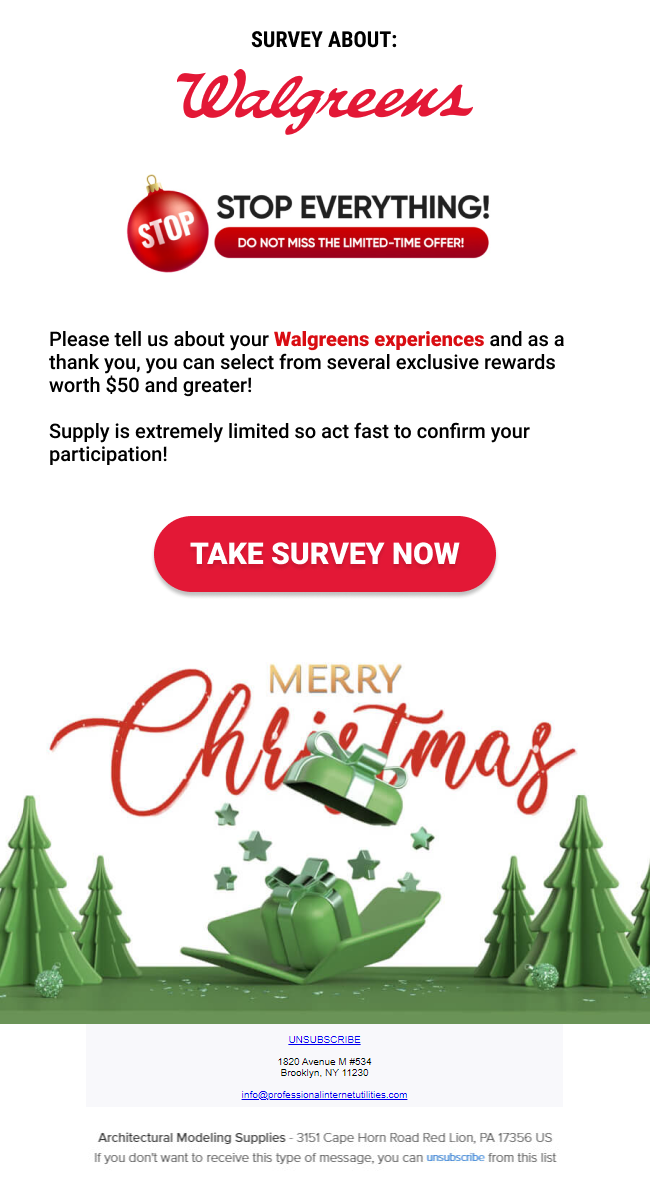 SURVEY ABOUT:
Walgreens
STOP
STOP EVERYTHING!
DO NOT MISS THE LIMITED-TIME OFFER!
Please tell us about your Walgreens experiences and as a
thank you, you can select from several exclusive rewards
worth $50 and greater!
Supply is extremely limited so act fast to confirm your
participation!
TAKE SURVEY NOW
MERRY
Christmas
UNSUBSCRIBE
1820 Avenue M #534
Brooklyn, NY 11230
info@professionalinternetutilities.com
Architectural Modeling Supplies - 3151 Cape Horn Road Red Lion, PA 17356 US
If you don't want to receive this type of message, you can unsubscribe from this list